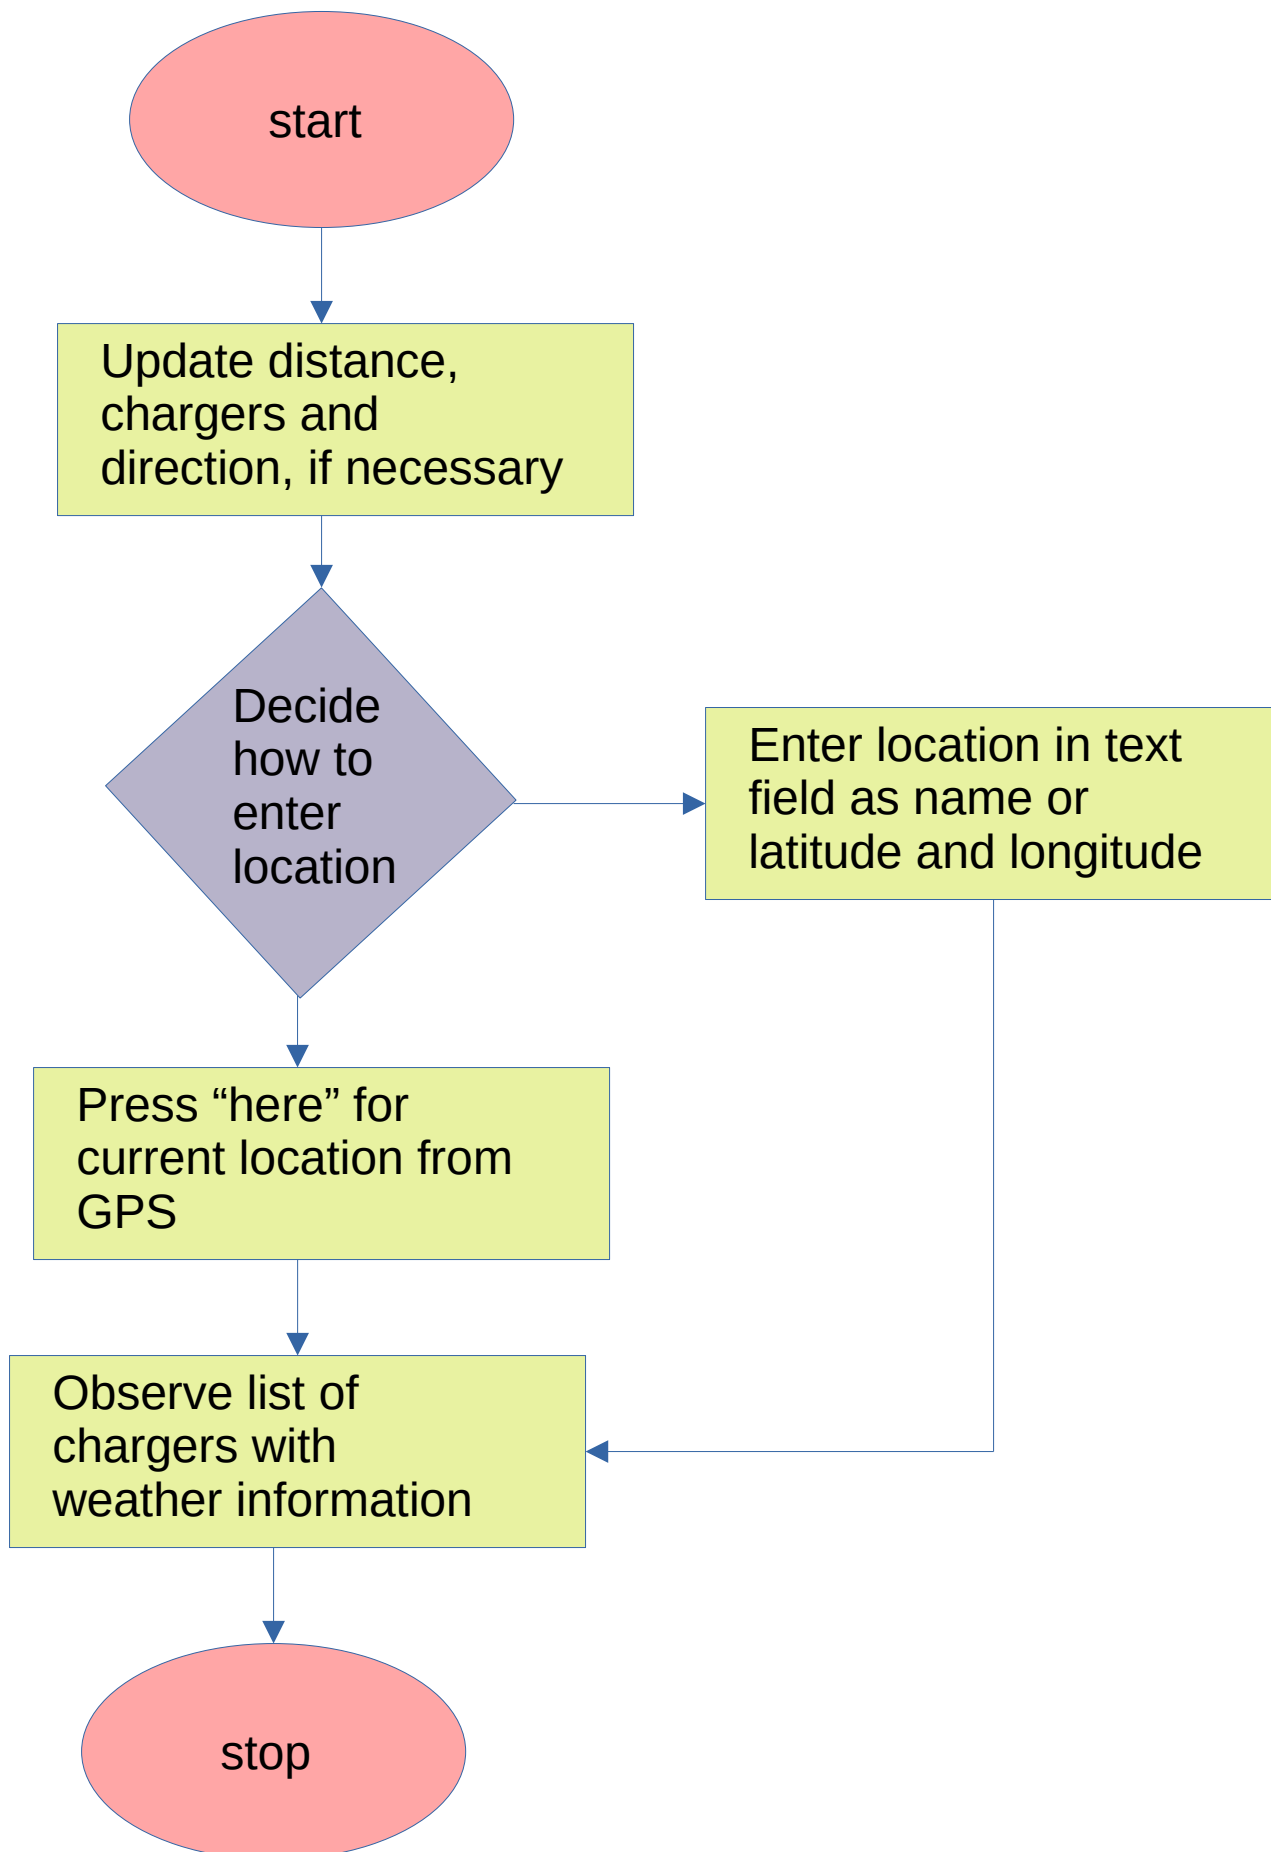 start
Update distance,
chargers and
direction, if necessary
Decide
how to
enter
location
Enter location in text
field as name or
latitude and longitude
Press “here” for
current location from
GPS
Observe list of
chargers with
weather information
stop